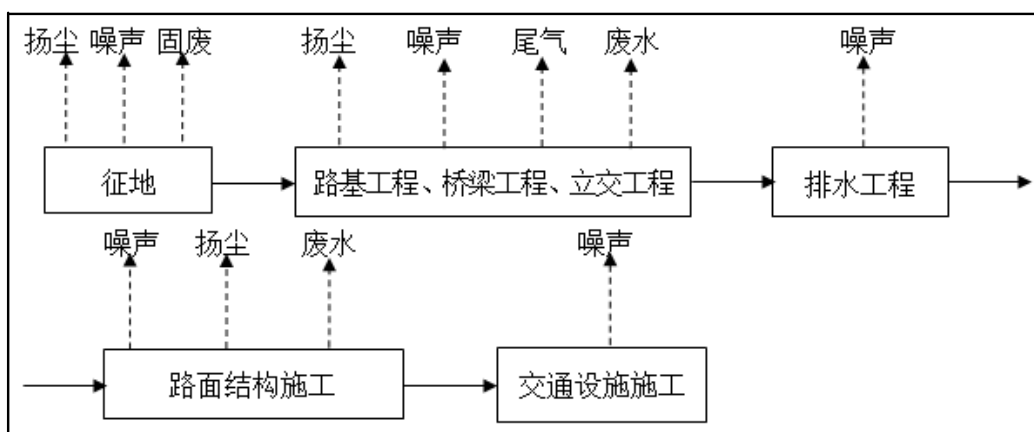 扬尘 噪声 固废 扬尘 噪声 尾气 废水 噪声
征地 路基工程、桥梁工程、立交工程 排水工程
噪声 扬尘 废水 噪声
路面结构施工 交通设施施工